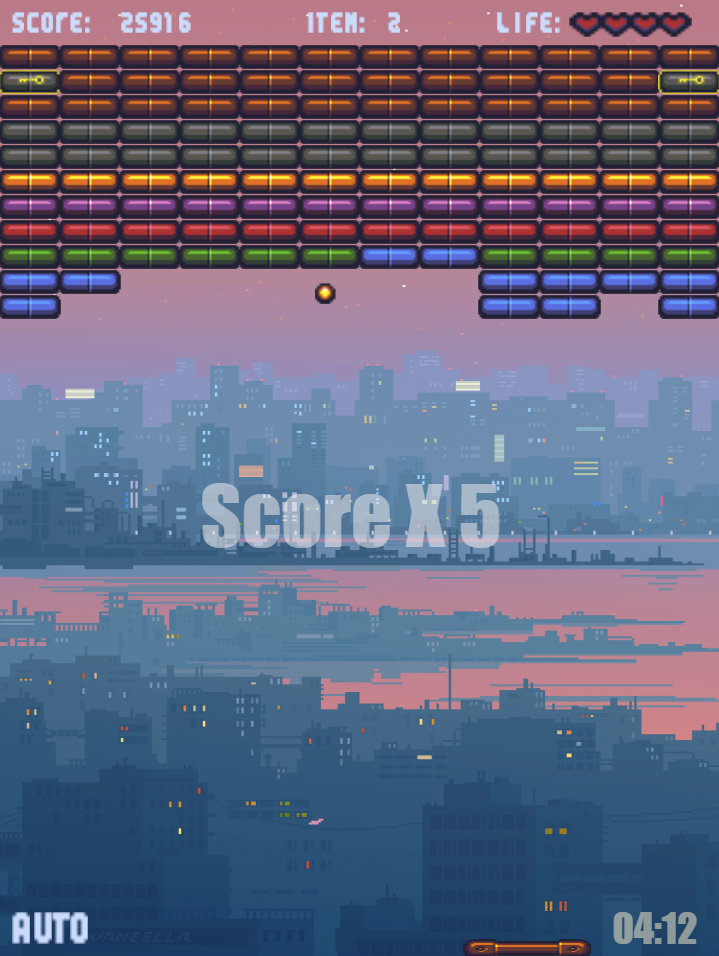 SCORE: 25916 ITEM: 2 LIFE:
Score X 5
AUTO
04:12